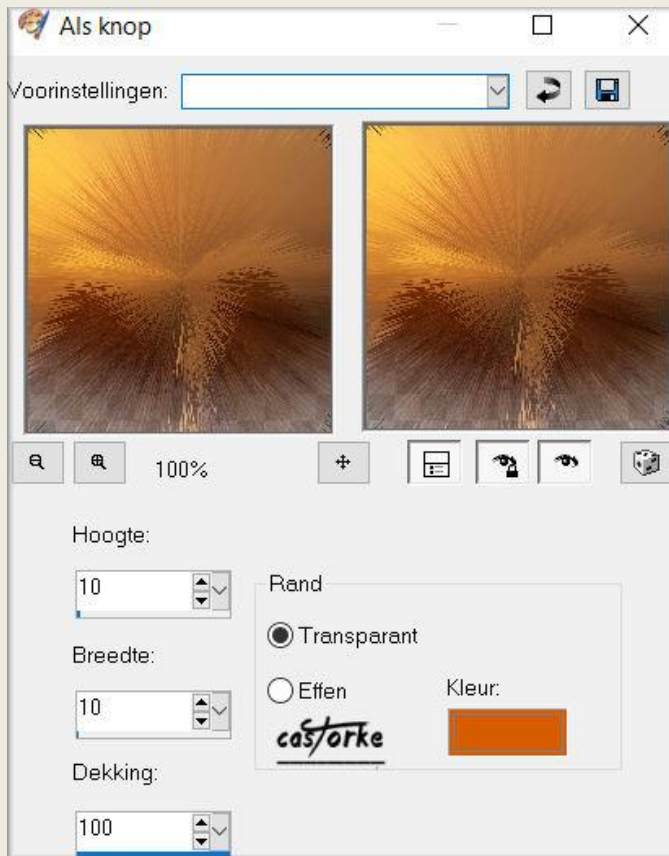 Als knop
Voorinstellingen:
100%
Hoogte:
10
Breedte:
10
Dekking:
100
Rand
Transparant
Effen
Kleur:
castorke